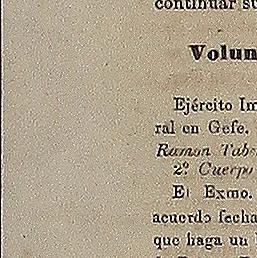 continuar su
Volun
Ejército Im
ral en Gefe.
Ramon Tab
2º Cuerpo
El Exmo.
acuerdo fecha
que haga un